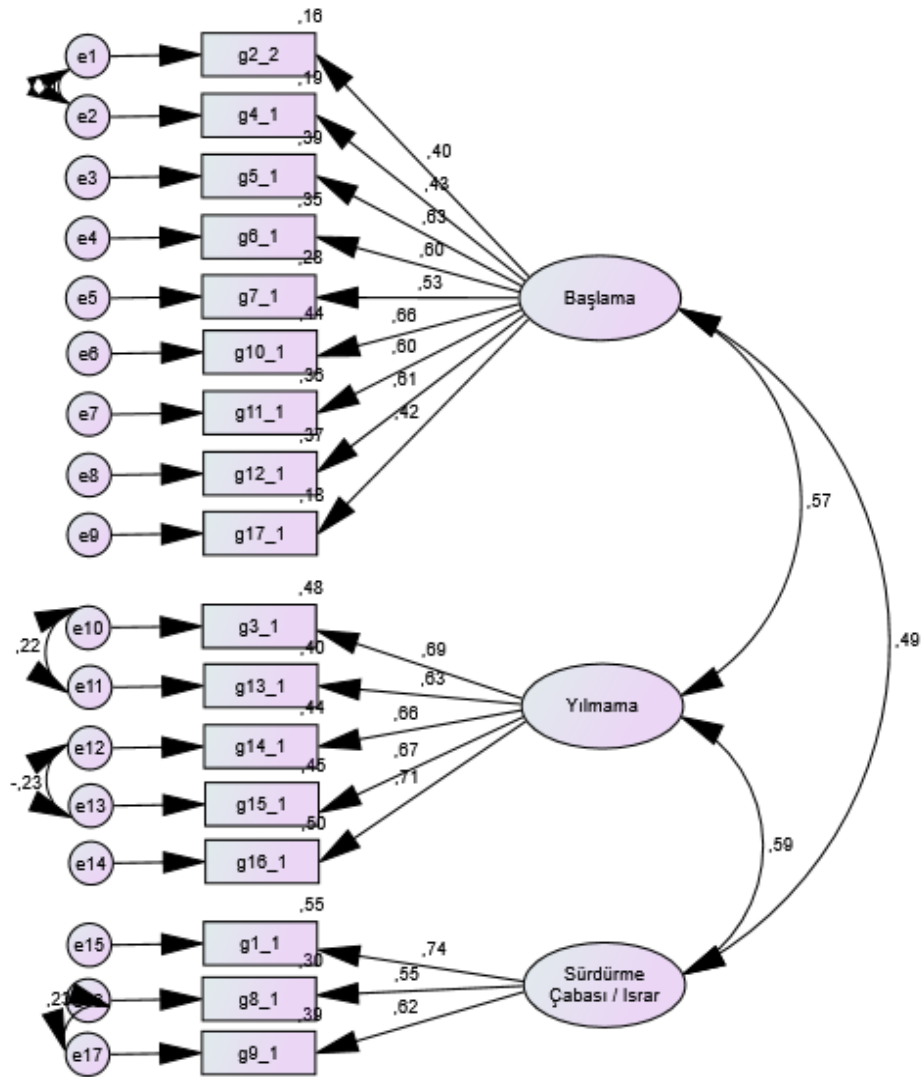 ,16
e1
g2_2
,19
e2
g4_1
,39
e3
g5_1
,35
e4
g6_1
,28
e5
g7_1
,44
e6
g10_1
,36
e7
g11_1
,37
e8
g12_1
,18
e9
g17_1
,40
,43
,63
,60
,53
,66
,60
,61
,42
Başlama
,57
,49
,48
e10
g3_1
,22
,40
e11
g13_1
,44
e12
g14_1
-,23
,45
e13
g15_1
,50
e14
g16_1
,69
,63
,66
,67
,71
Yılmama
,59
,55
e15
g1_1
,30
g8_1
,23
,39
e17
g9_1
,74
,55
,62
Sürdürme
Çabası / Israr